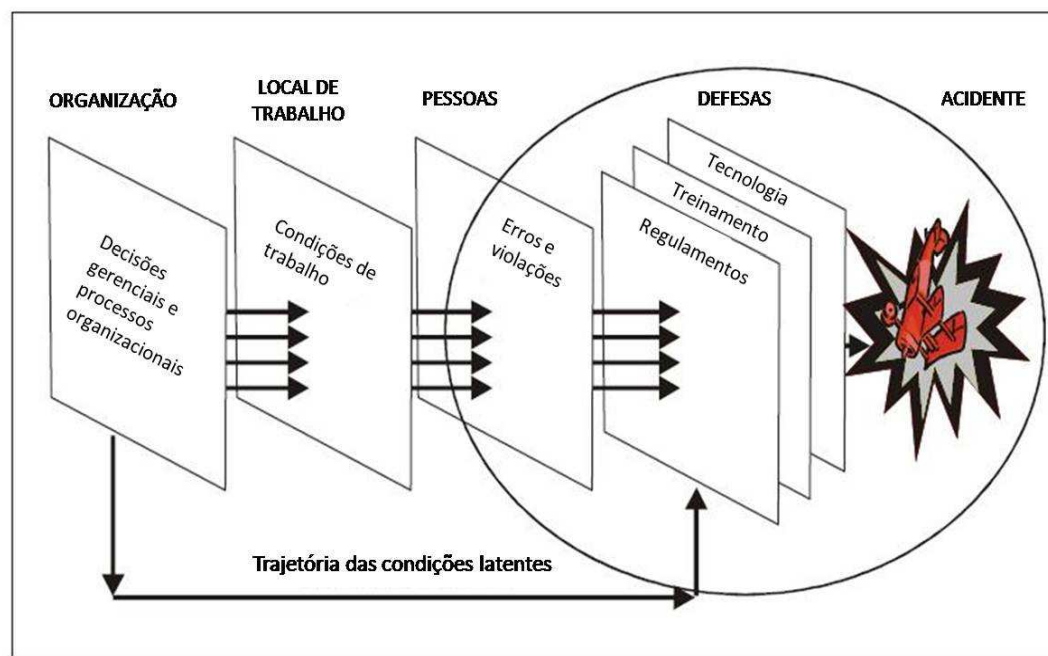 ORGANIZAÇÃO
LOCAL DE
TRABALHO
PESSOAS
DEFESAS
ACIDENTE
Decisões
gerenciais e
processos
organizacionais
Condições de
trabalho
Erros e
violações
Tecnologia
Treinamento
Regulamentos
Trajetória das condições latentes